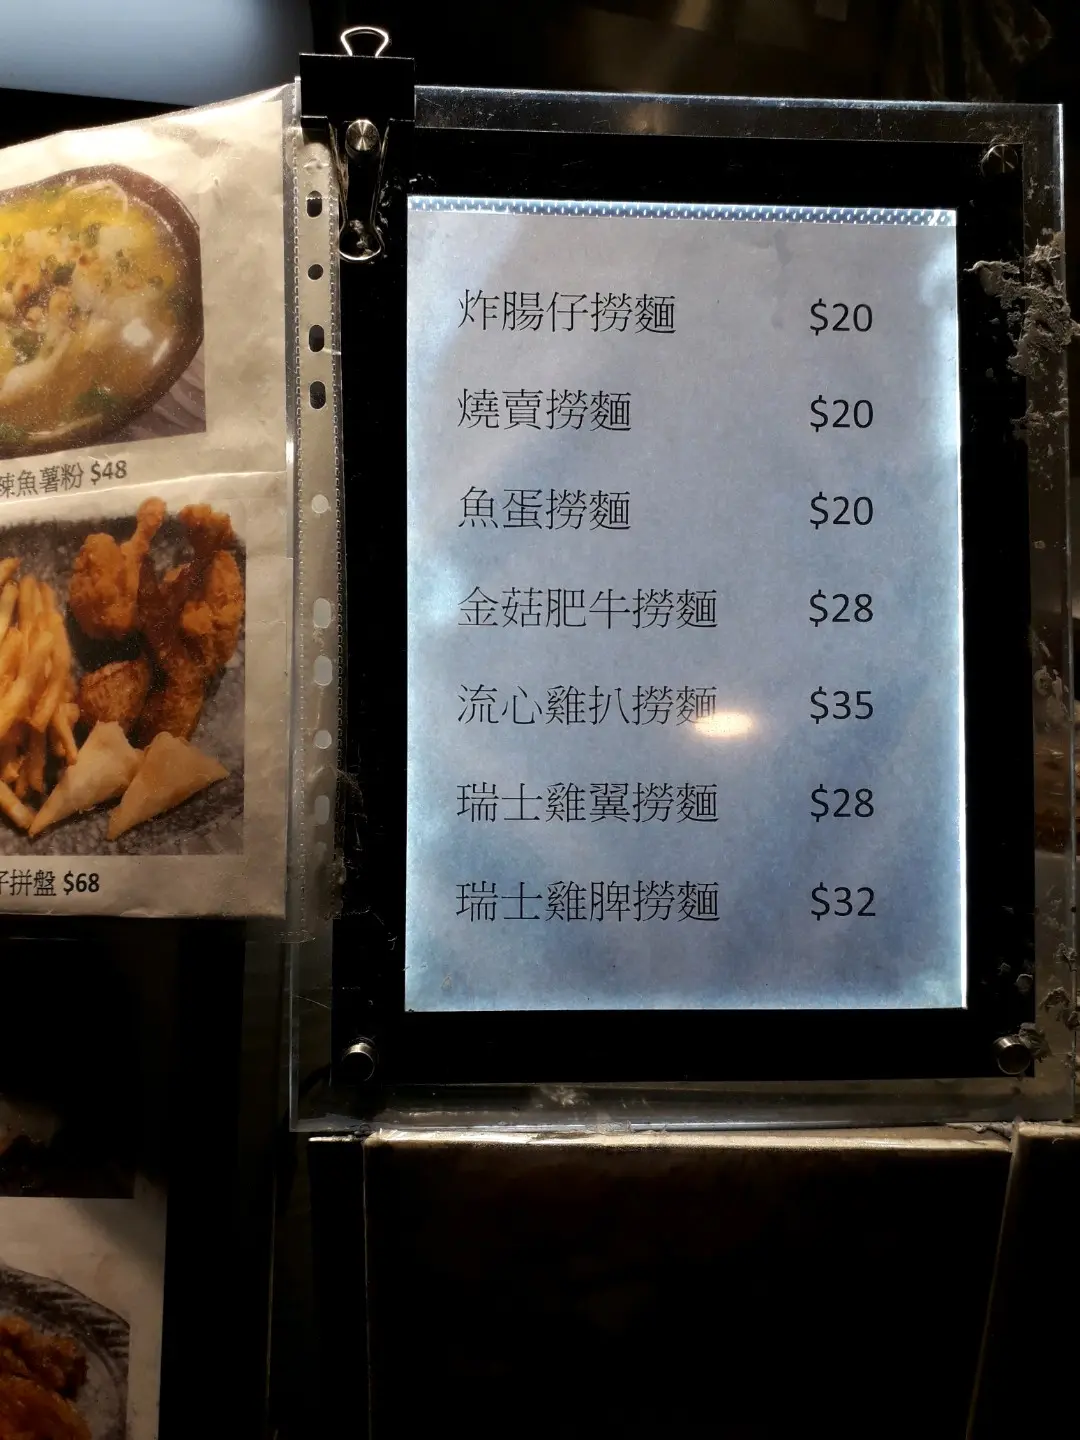 辣魚薯粉 $48
仔拼盤 $68
炸腸仔撈麵 $20
燒賣撈麵 $20
魚蛋撈麵 $20
金菇肥牛撈麵 $28
流心雞扒撈麵 $35
瑞士雞翼撈麵 $28
瑞士雞脾撈麵 $32